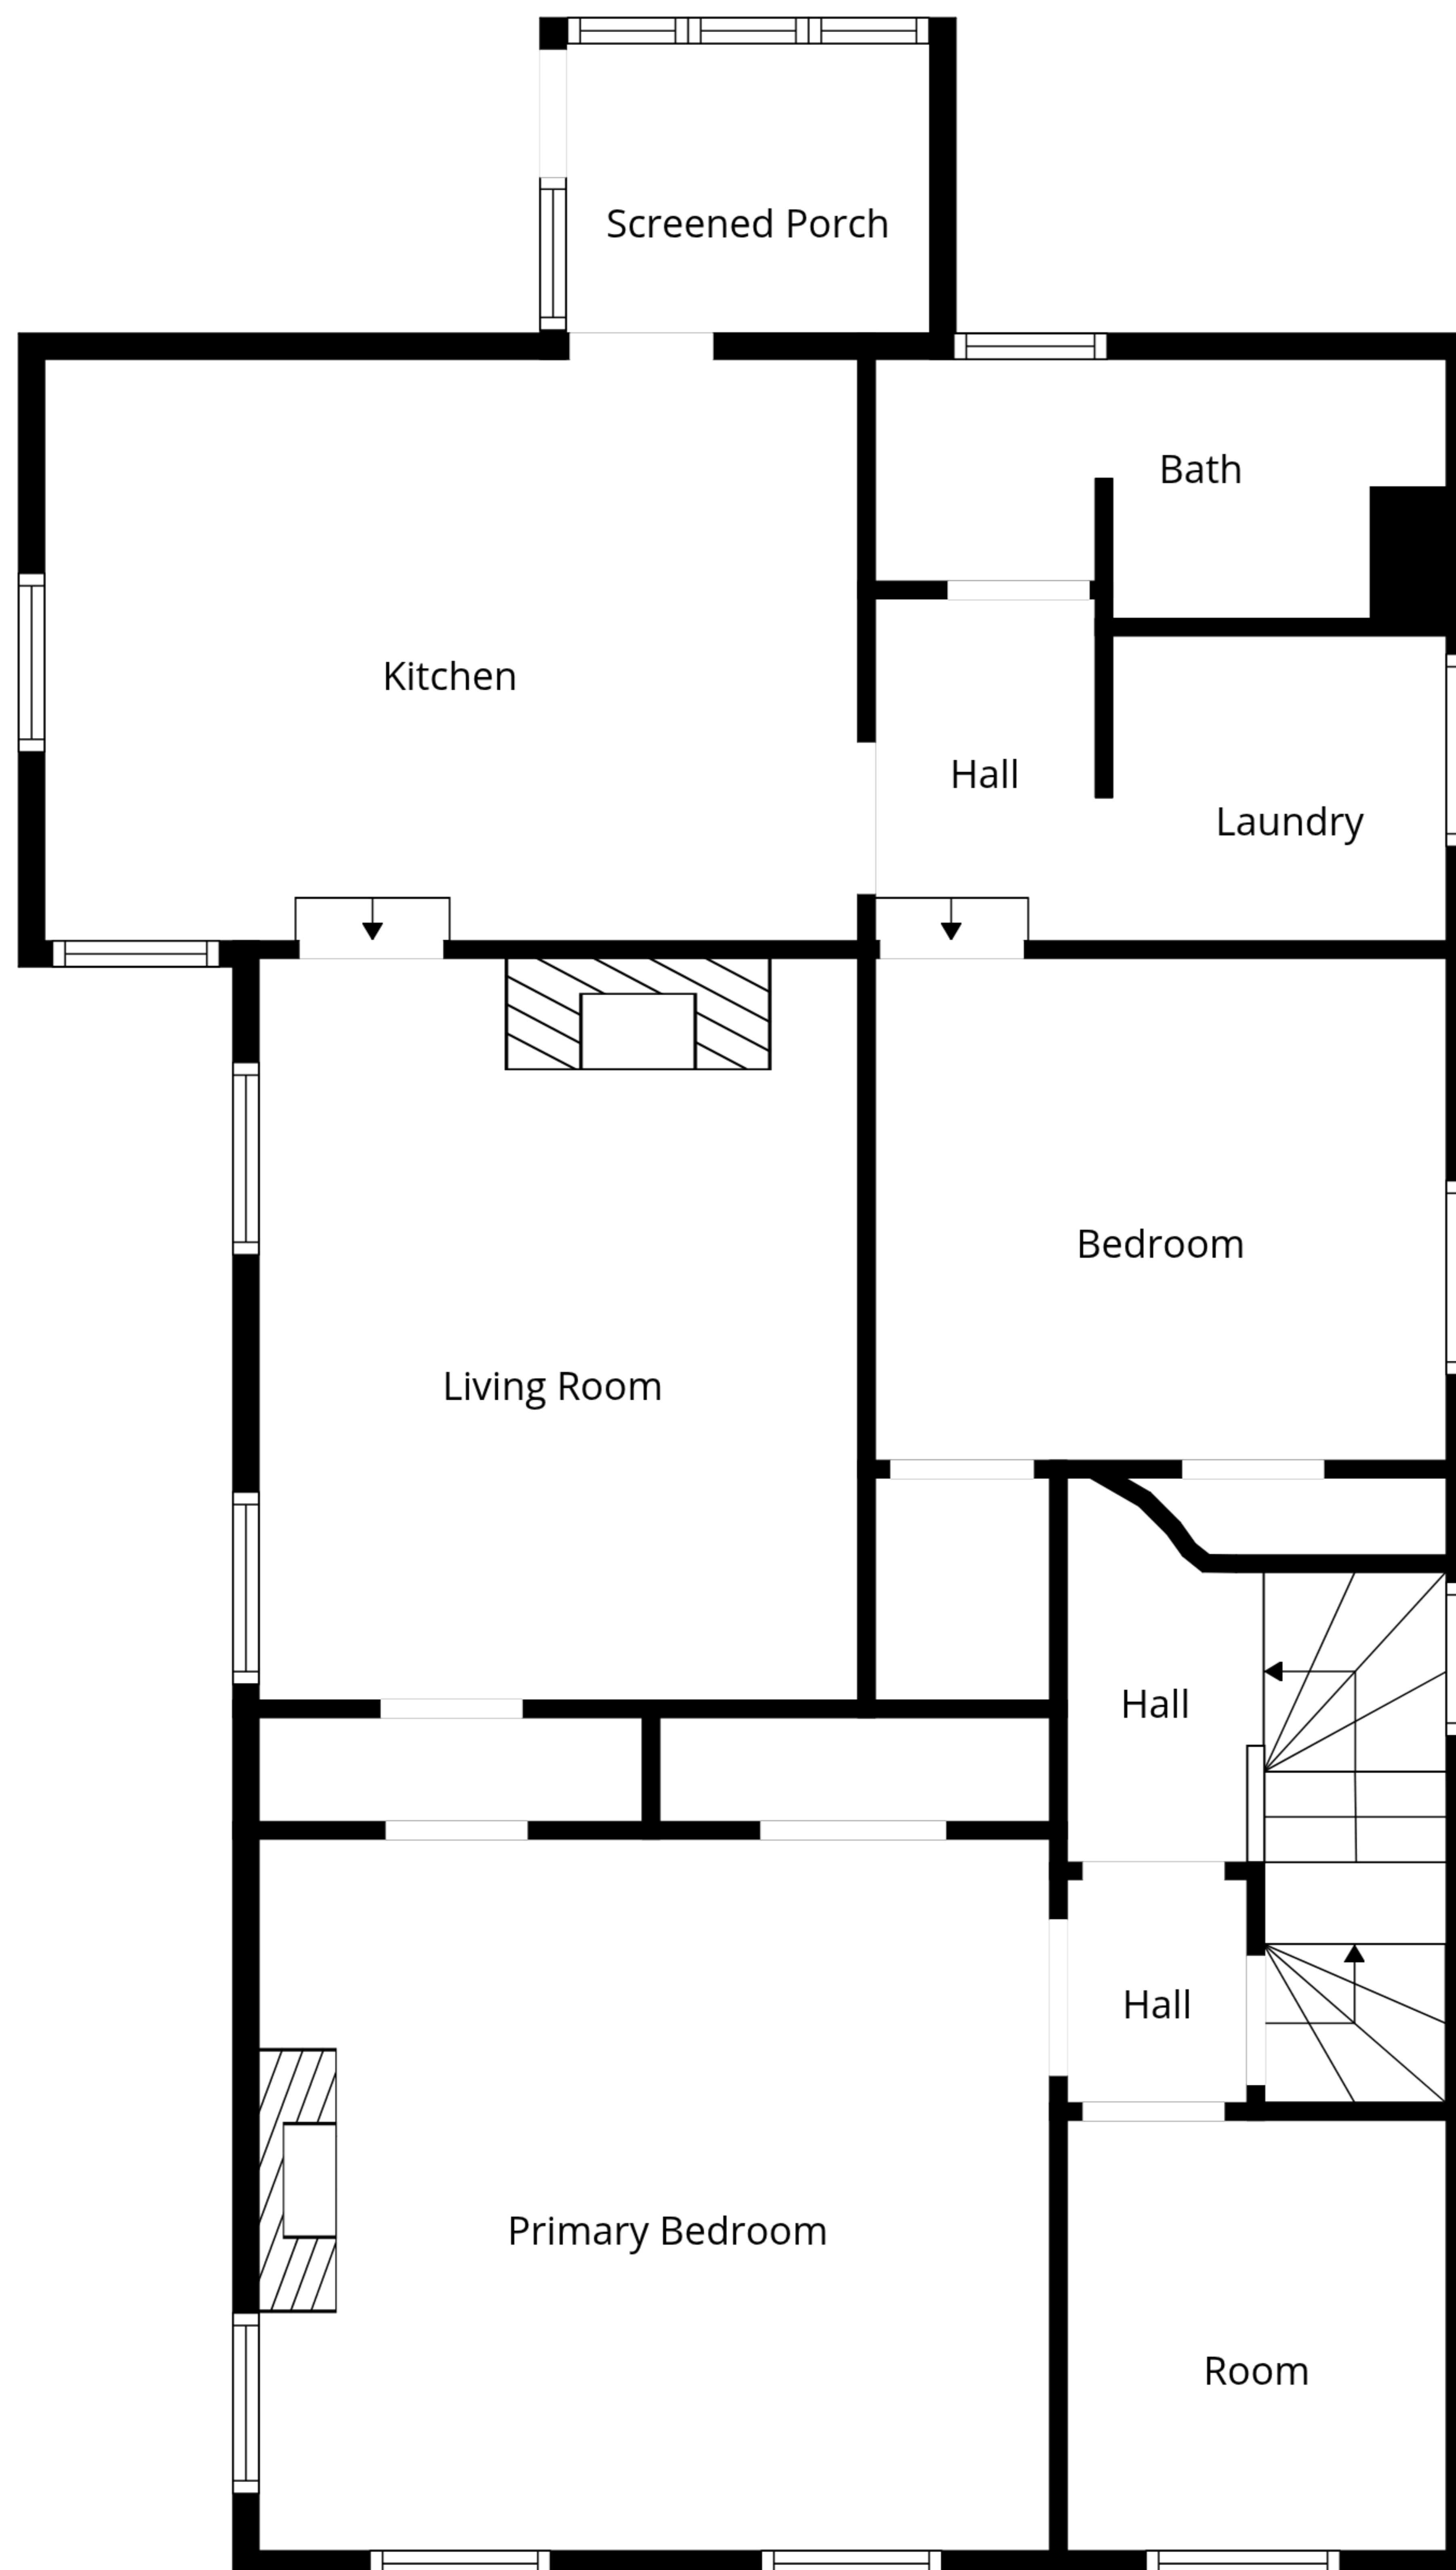 Screened Porch
Bath
Kitchen
Hall
Laundry
Bedroom
Living Room
Hall
Hall
Primary Bedroom
Room